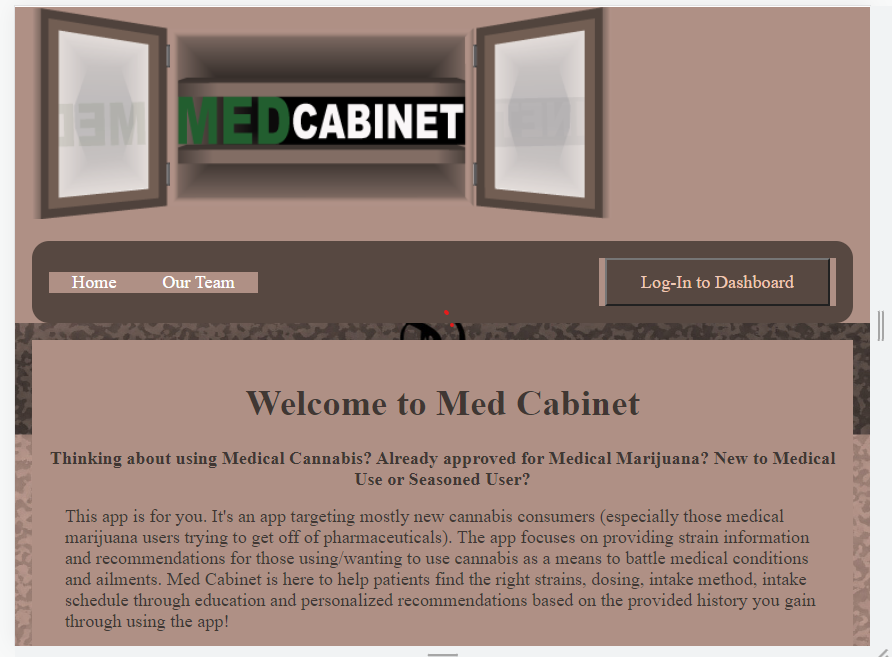 MEDCABINET
Home
Our Team
Log-In to Dashboard
Welcome to Med Cabinet
Thinking about using Medical Cannabis? Already approved for Medical Marijuana? New to Medical
Use or Seasoned User?
This app is for you. It's an app targeting mostly new cannabis consumers (especially those medical
marijuana users trying to get off of pharmaceuticals). The app focuses on providing strain information
and recommendations for those using/wanting to use cannabis as a means to battle medical conditions
and ailments. Med Cabinet is here to help patients find the right strains, dosing, intake method, intake
schedule through education and personalized recommendations based on the provided history you gain
through using the app!